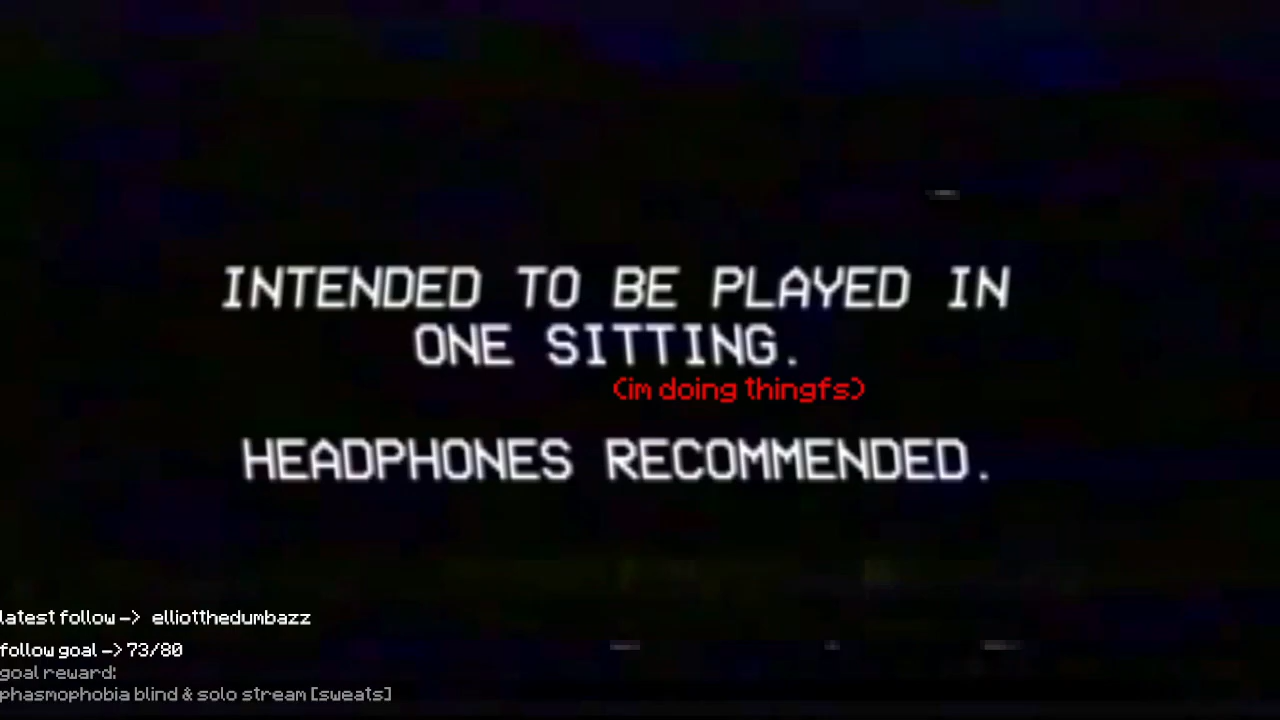 INTENDED TO BE PLAYED IN
ONE SITTING.
(im doing thingfs)
HEADPHONES RECOMMENDED.
latest follow -> elliotthedumbazz
follow goal -> 73/80
goal reward:
phasmophobia blind & solo stream [sweats]